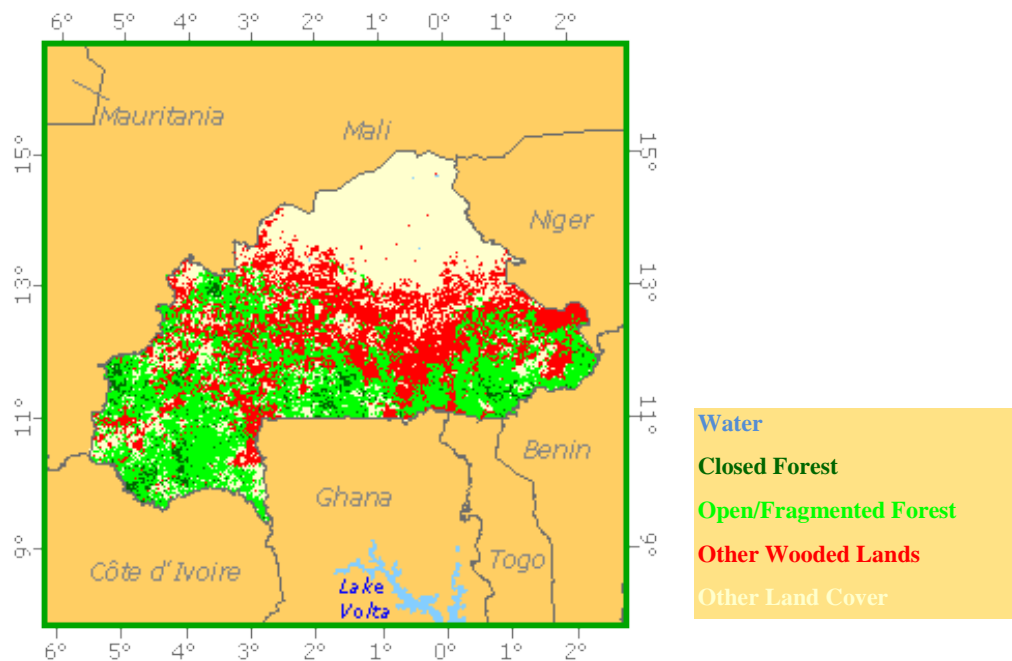 6° 5° 4° 3° 2° 1° 0° 1° 2°
Mauritania
Mali
15° 15°
Niger
13° 13°
11° 11°
Benin
Ghana
9° 9°
Togo
Côte d'Ivoire
Lake
Volta
6° 5° 4° 3° 2° 1° 0° 1° 2°
Water
Closed Forest
Open/Fragmented Forest
Other Wooded Lands
Other Land Cover